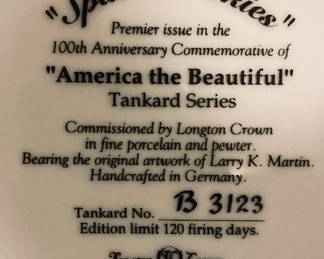 Premier issue in the
100th Anniversary Commemorative of
"America the Beautiful"
Tankard Series
Commissioned by Longton Crown
in fine porcelain and pewter.
Bearing the original artwork of Larry K. Martin.
Handcrafted in Germany.
Tankard No. B 3123
Edition limit 120 firing days.